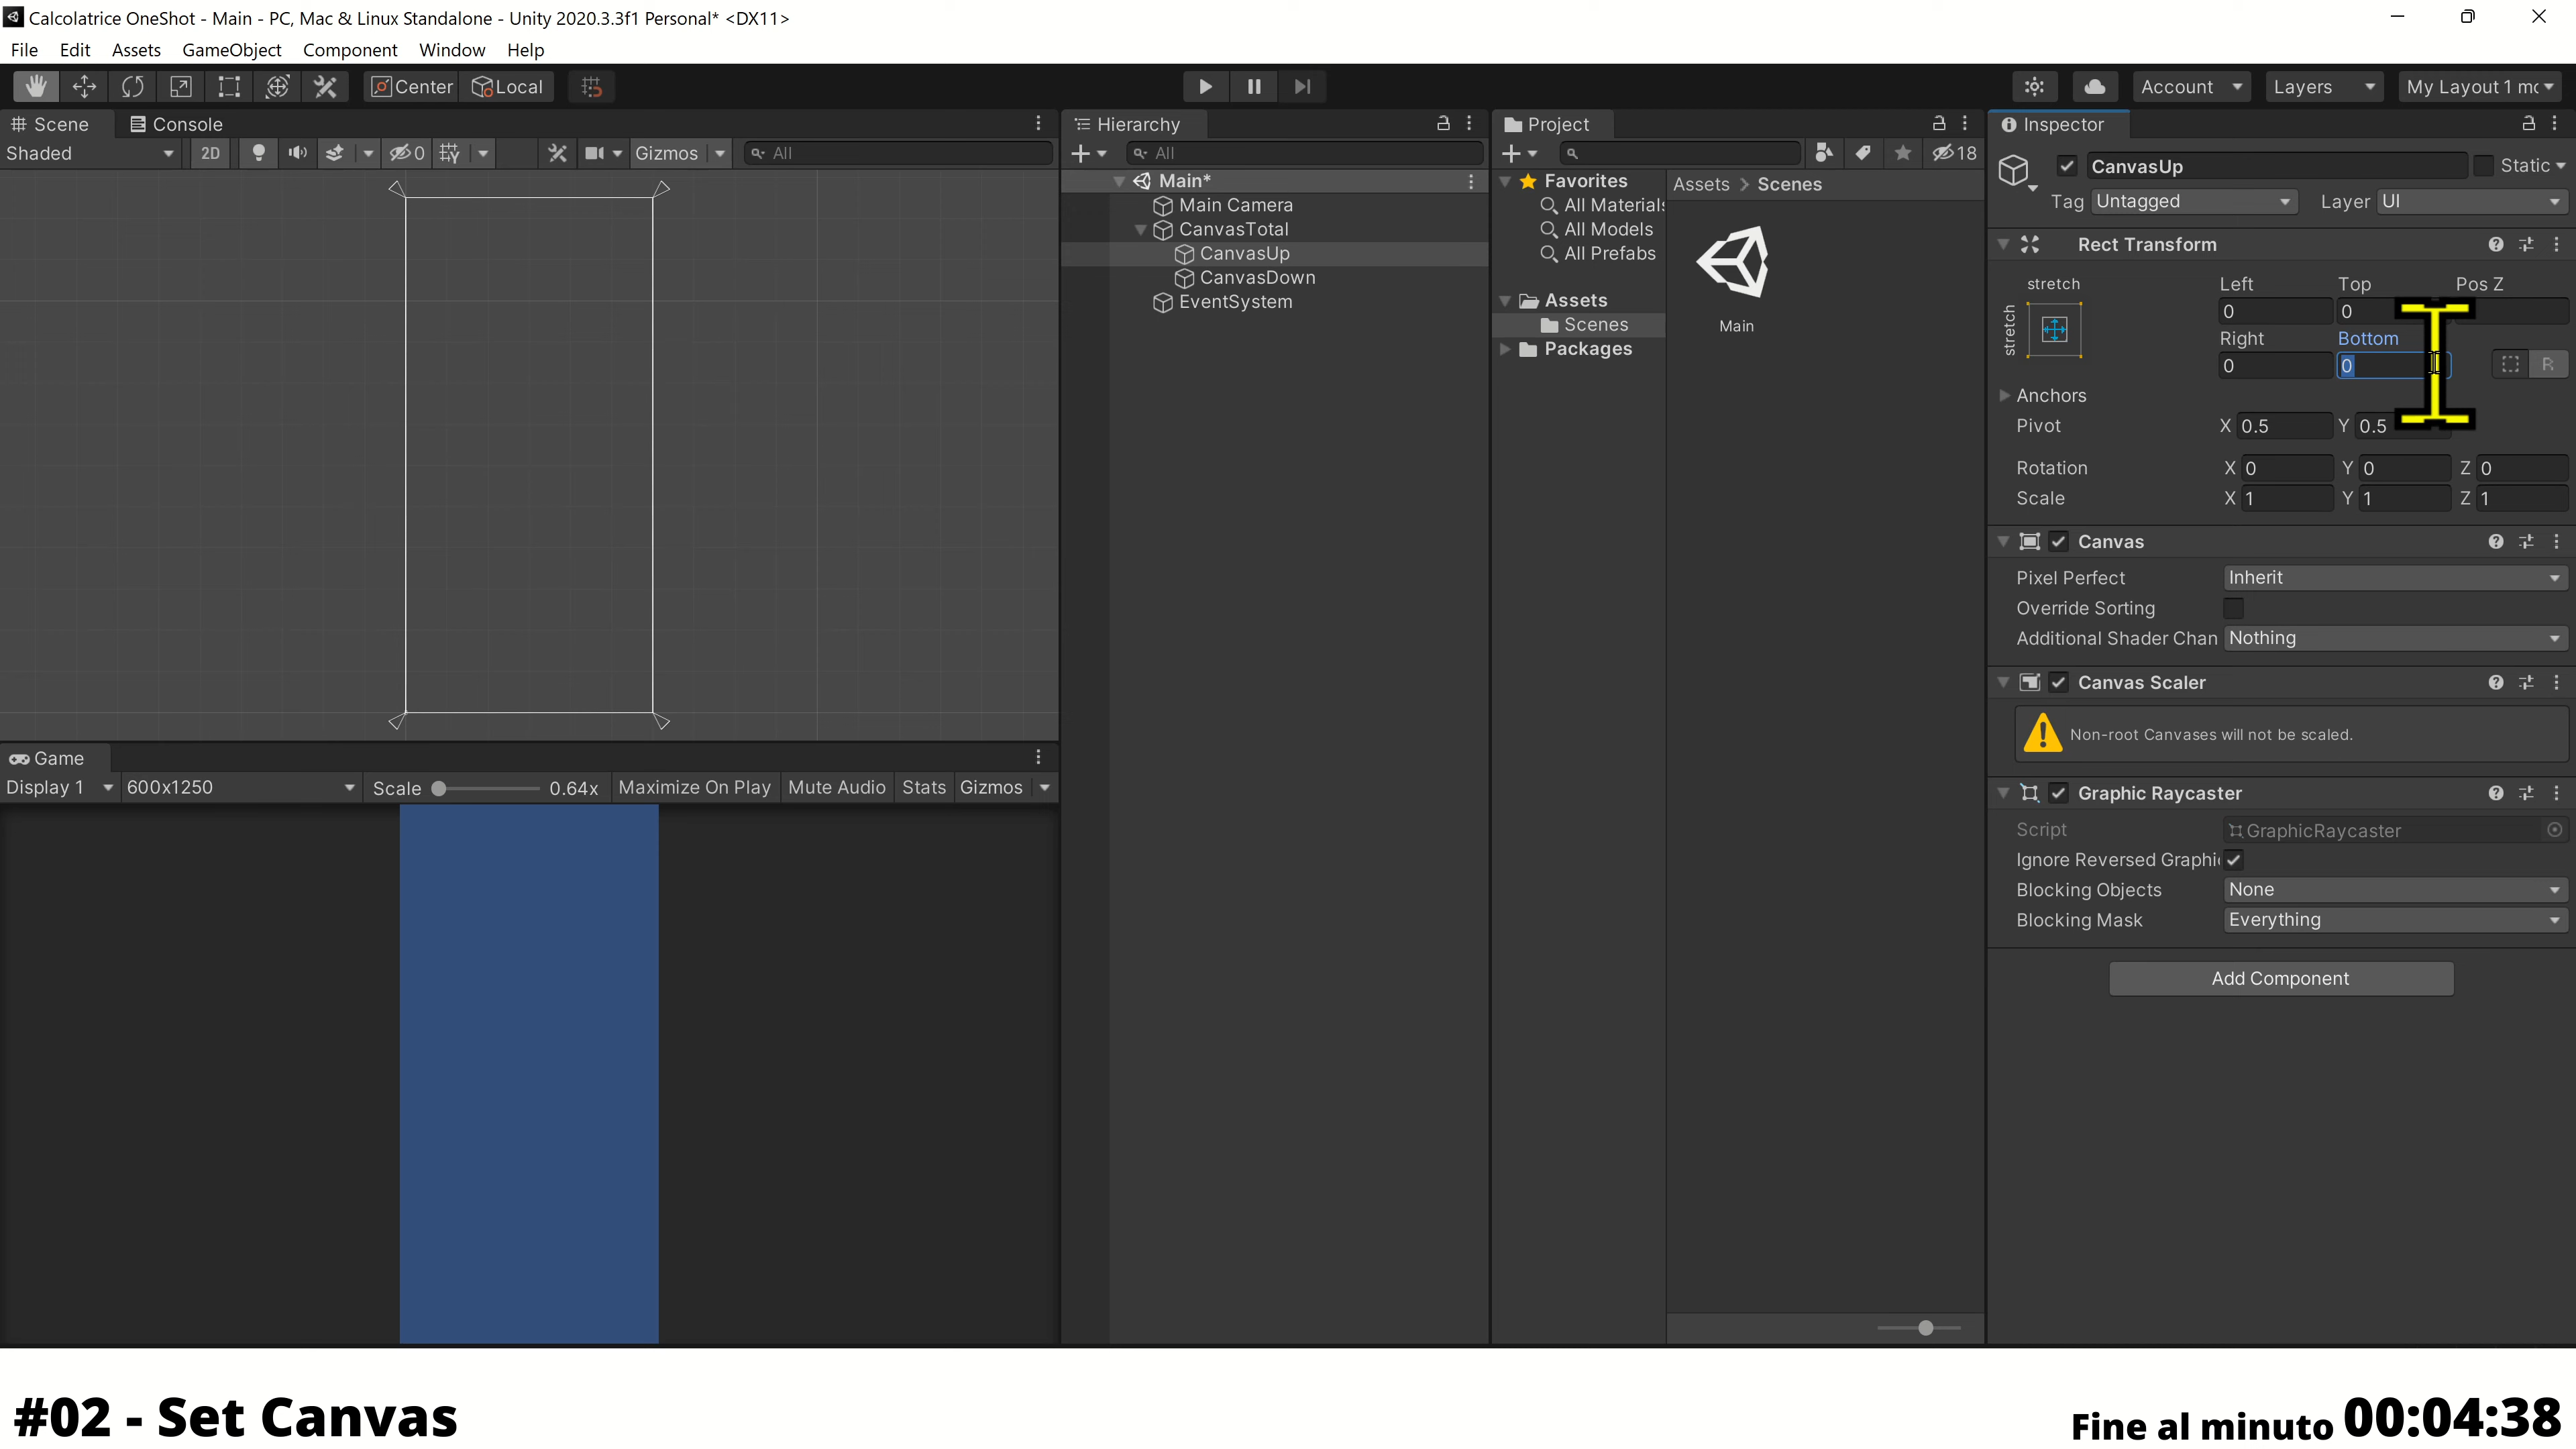 Calcolatrice OneShot - Main - PC, Mac & Linux Standalone - Unity 2020.3.3f1 Personal* <DX11>
File Edit Assets GameObject Component Window Help
Center Local Account Layers My Layout 1 mo
Scene Console
Shaded 2D 0 Gizmos All
Hierarchy
All
Main*
Main Camera
CanvasTotal
CanvasUp
CanvasDown
EventSystem
Project
18
Favorites
All Materials
All Models
All Prefabs
Assets
Scenes
Packages
Assets > Scenes
Main
Inspector
CanvasUp Static
Tag Untagged Layer UI
Rect Transform
stretch
stretch
Left Top Pos Z
0 0
Right Bottom
0 0 R
Anchors
Pivot X 0.5 Y 0.5
Rotation X 0 Y 0 Z 0
Scale X 1 Y 1 Z 1
Canvas
Pixel Perfect Inherit
Override Sorting
Additional Shader Chan Nothing
Canvas Scaler
Non-root Canvases will not be scaled.
Graphic Raycaster
Script GraphicRaycaster
Ignore Reversed Graphi
Blocking Objects None
Blocking Mask Everything
Add Component
Game
Display 1 600x1250 Scale 0.64x Maximize On Play Mute Audio Stats Gizmos
#02 - Set Canvas
Fine al minuto 00:04:38